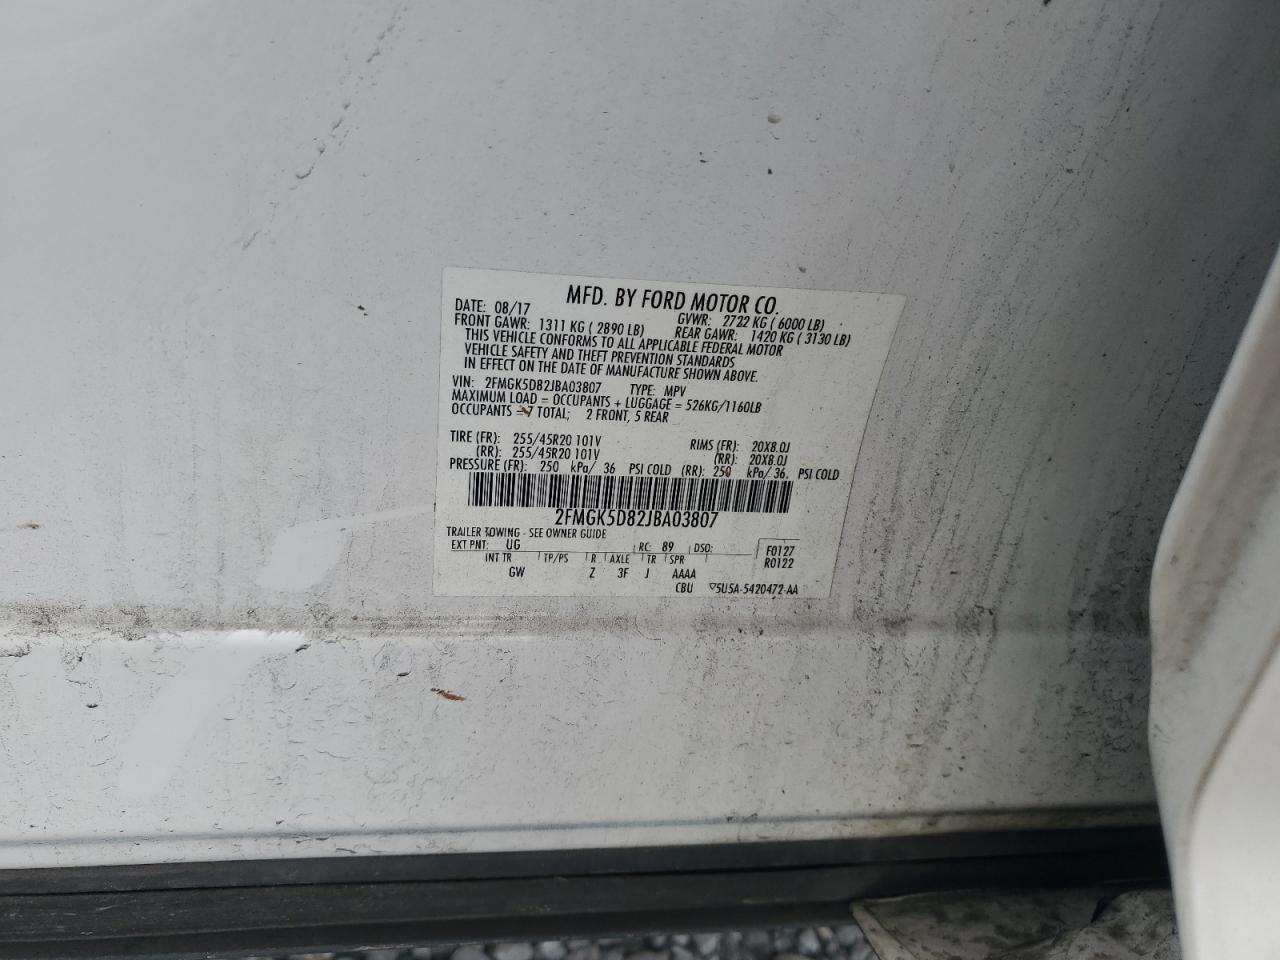 MFD. BY FORD MOTOR CO.
DATE: 08/17 GVWR: 2722 KG ( 6000 LB)
FRONT GAWR: 1311 KG ( 2890 LB) REAR GAWR: 1420 KG ( 3130 LB)
THIS VEHICLE CONFORMS TO ALL APPLICABLE FEDERAL MOTOR
VEHICLE SAFETY AND THEFT PREVENTION STANDARDS
IN EFFECT ON THE DATE OF MANUFACTURE SHOWN ABOVE.
VIN: 2FMGK5D82JBA03807 TYPE: MPV
MAXIMUM LOAD = OCCUPANTS + LUGGAGE = 526KG/1160LB
OCCUPANTS = 7 TOTAL; 2 FRONT, 5 REAR
TIRE (FR): 255/45R20 101V RIMS (FR): 20X8.0J
(RR): 255/45R20 101V (RR): 20X8.0J
PRESSURE (FR): 250 kPa/ 36 PSI COLD (RR): 250 kPa/ 36. PSI COLD
2FMGK5D82JBA03807
TRAILER TOWING - SEE OWNER GUIDE
EXT PNT: UG RC: 89 DSO: F0127
INT TR TP/PS R AXLE TR SPR R0122
GW Z 3F J AAAA
CBU ▽5U5A-5420472-AA